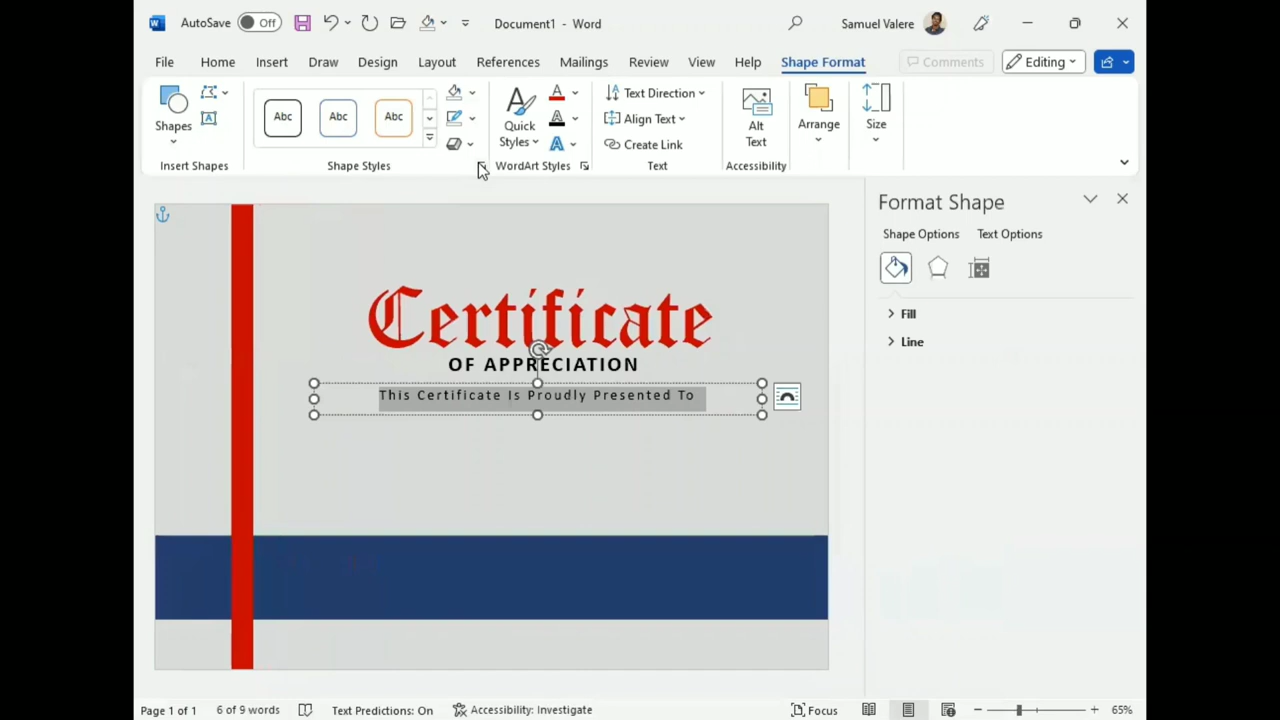 AutoSave Off Document1 - Word Samuel Valere
File Home Insert Draw Design Layout References Mailings Review View Help Shape Format Comments Editing
Shapes
Insert Shapes
Abc Abc Abc
Shape Styles
Quick
Styles
WordArt Styles
Text Direction
Align Text
Create Link
Text
Alt
Text
Accessibility
Arrange
Size
Certificate
OF APPRECIATION
This Certificate Is Proudly Presented To
Format Shape
Shape Options Text Options
Fill
Line
Page 1 of 1 6 of 9 words Text Predictions: On Accessibility: Investigate Focus 65%